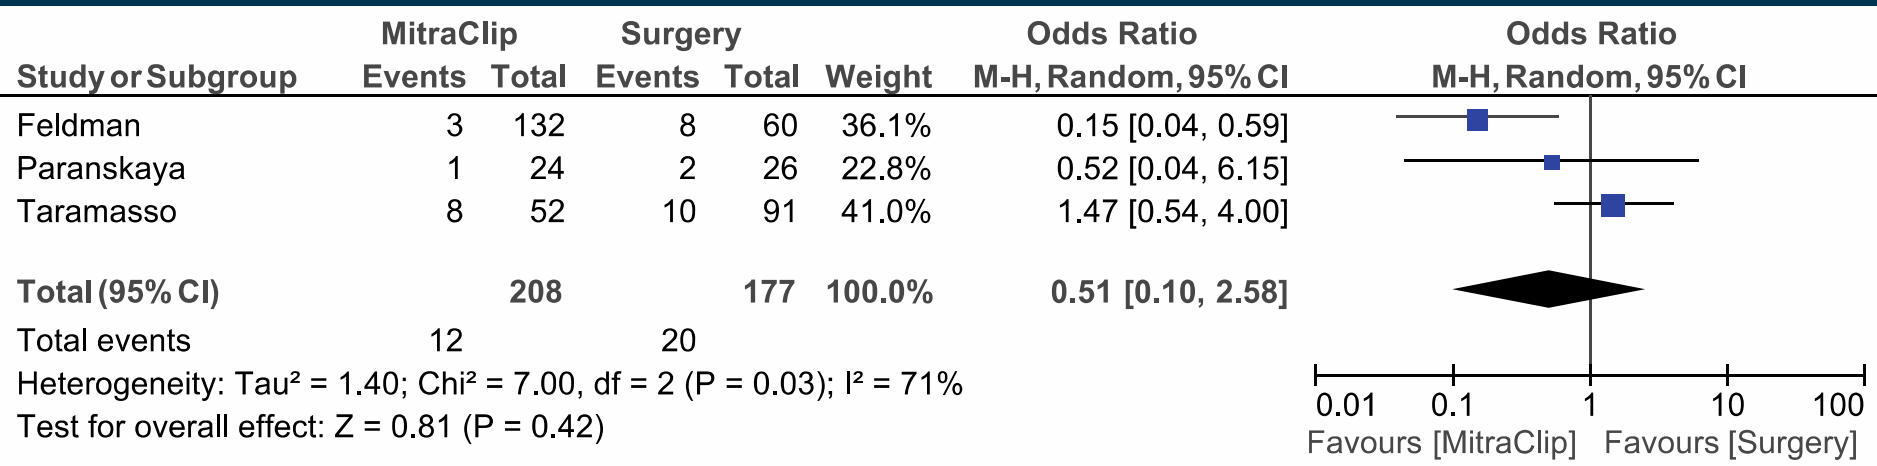 MitraClip Surgery Odds Ratio Odds Ratio
Study or Subgroup Events Total Events Total Weight M-H, Random, 95% CI M-H, Random, 95% CI
Feldman 3 132 8 60 36.1% 0.15 [0.04, 0.59]
Paranskaya 1 24 2 26 22.8% 0.52 [0.04, 6.15]
Taramasso 8 52 10 91 41.0% 1.47 [0.54, 4.00]
Total (95% CI) 208 177 100.0% 0.51 [0.10, 2.58]
Total events 12 20
Heterogeneity: Tau² = 1.40; Chi² = 7.00, df = 2 (P = 0.03); I² = 71%
Test for overall effect: Z = 0.81 (P = 0.42)
0.01 0.1 1 10 100
Favours [MitraClip] Favours [Surgery]